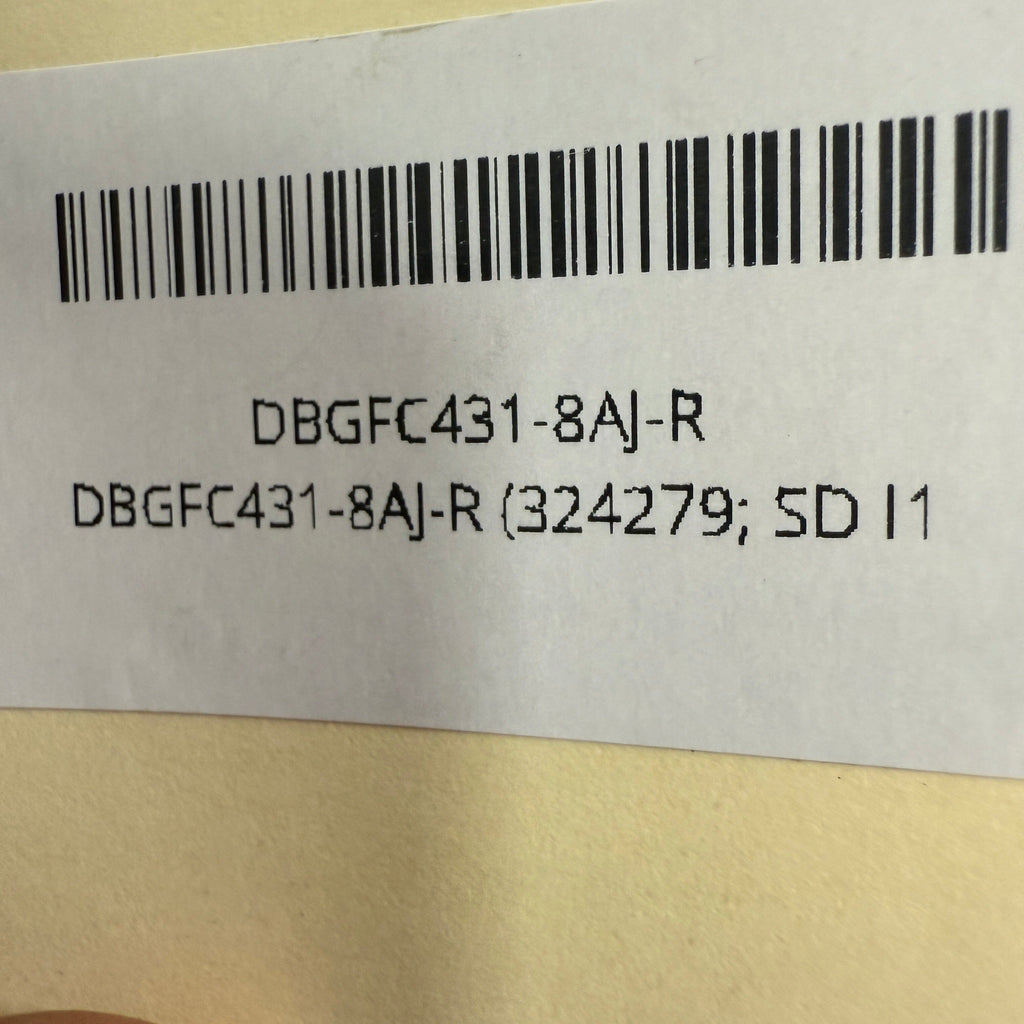 DBGFC431-8AJ-R
DBGFC431-8AJ-R (324279; SD I1